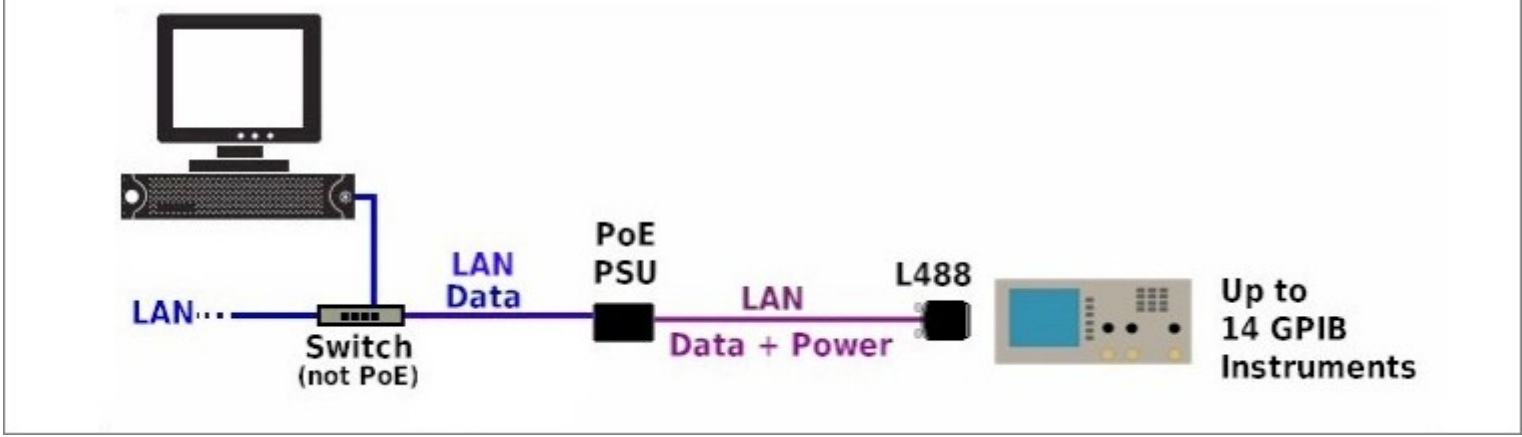 LAN
Switch
(not PoE)
LAN
Data
PoE
PSU
LAN
Data + Power
L488
Up to
14 GPIB
Instruments